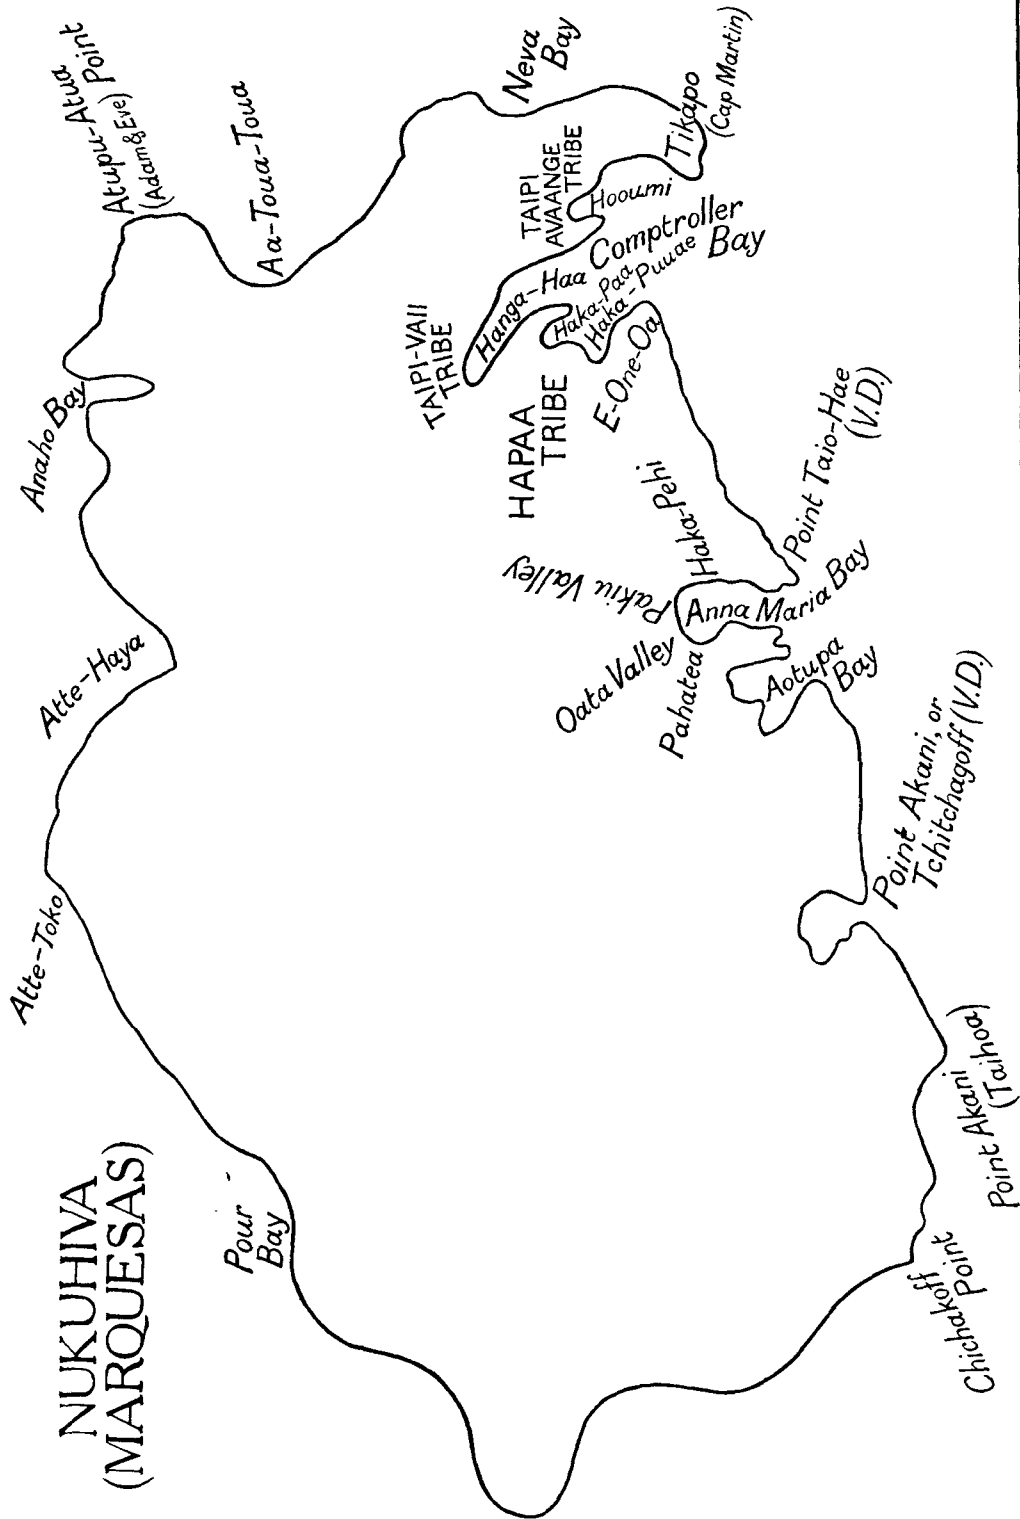 NUKUHIVA
(MARQUESAS)
Pour
Bay
Atte-Toko
Atte-Haya
Anaho Bay
Atupu-Atua
(Adam & Eve) Point
Aa-Toua-Toua
Neva
Bay
Tikapo
(Cap Martin)
TAIPI
AVAANGE
TRIBE
Hooumi
Comptroller
Bay
Hanga-Haa
Haka-Paa
Haka-Puuae
TAIPI-VAII
TRIBE
E-One-Oa
HAPAA
TRIBE
Haka-Pehi
Point Taio-Hae
(V.D.)
Pakiu Valley
Anna Maria Bay
Oata Valley
Pahatea
Aotupa
Bay
Point Akani, or
Tchitchagoff (V.D.)
Point Akani
(Taihoa)
Chichakoff
Point